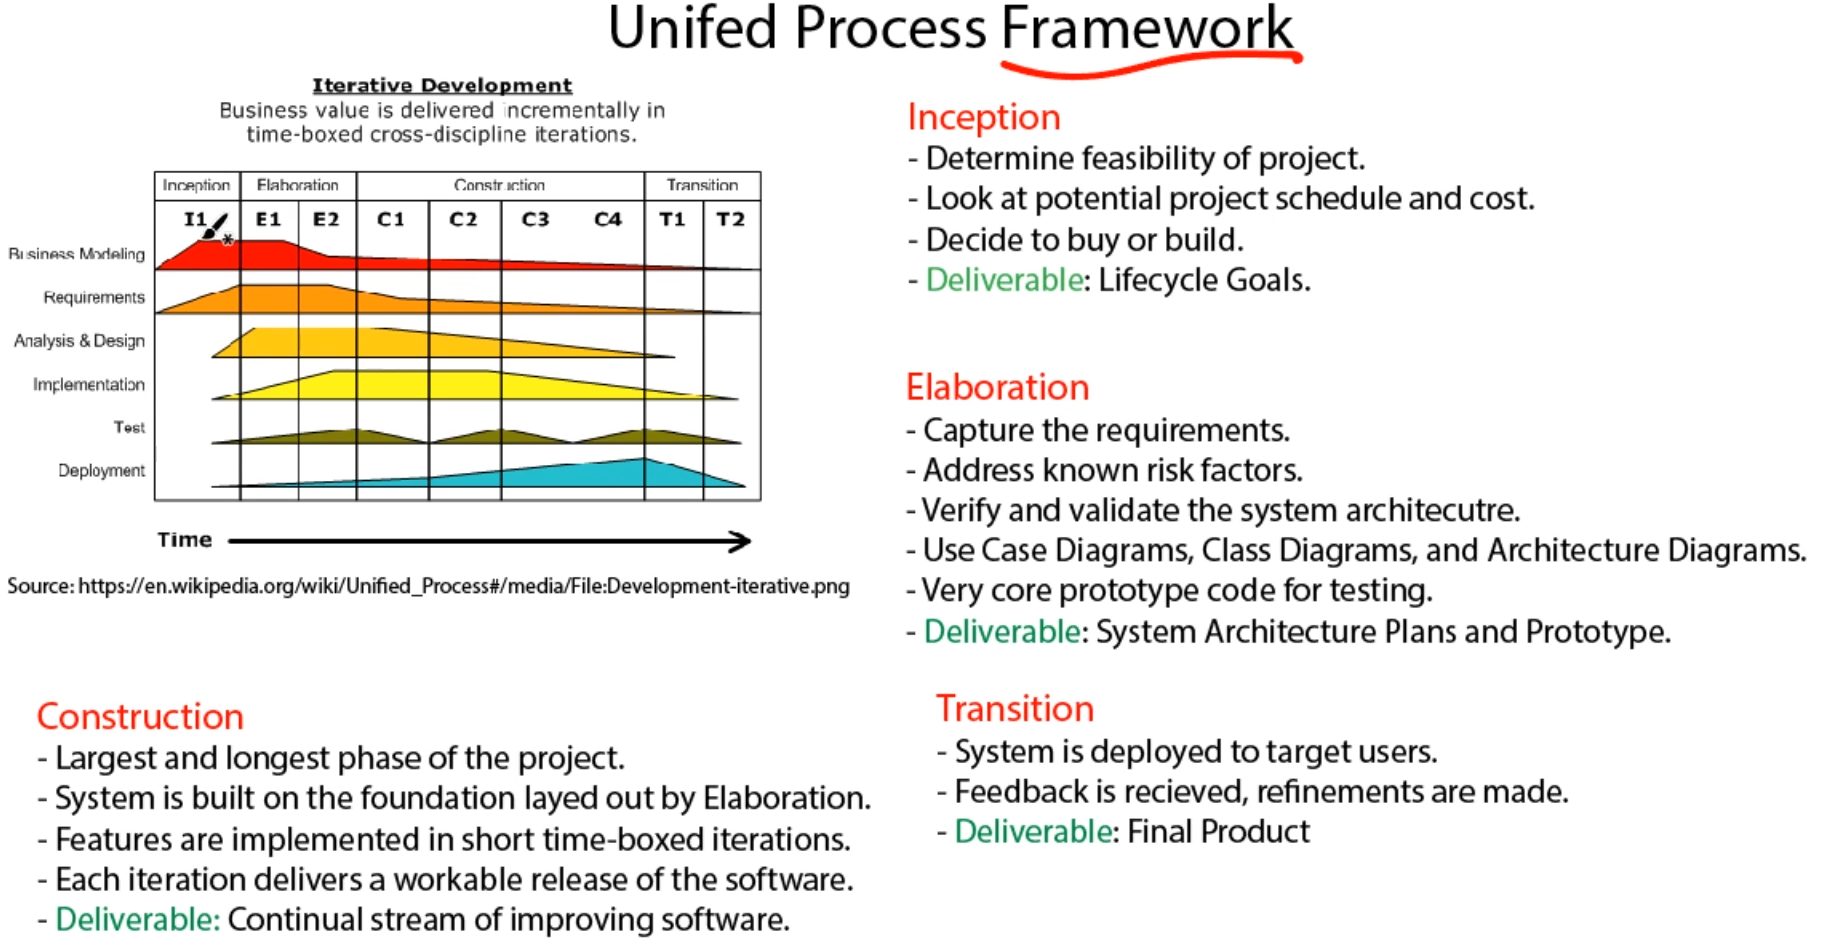 Unifed Process Framework
Iterative Development
Business value is delivered incrementally in
time-boxed cross-discipline iterations.
Inception Elaboration Construction Transition
I1 E1 E2 C1 C2 C3 C4 T1 T2
Business Modeling
Requirements
Analysis & Design
Implementation
Test
Deployment
Time
Source: https://en.wikipedia.org/wiki/Unified_Process#/media/File:Development-iterative.png
Inception
- Determine feasibility of project.
- Look at potential project schedule and cost.
- Decide to buy or build.
- Deliverable: Lifecycle Goals.
Elaboration
- Capture the requirements.
- Address known risk factors.
- Verify and validate the system architecutre.
- Use Case Diagrams, Class Diagrams, and Architecture Diagrams.
- Very core prototype code for testing.
- Deliverable: System Architecture Plans and Prototype.
Construction
- Largest and longest phase of the project.
- System is built on the foundation layed out by Elaboration.
- Features are implemented in short time-boxed iterations.
- Each iteration delivers a workable release of the software.
- Deliverable: Continual stream of improving software.
Transition
- System is deployed to target users.
- Feedback is recieved, refinements are made.
- Deliverable: Final Product